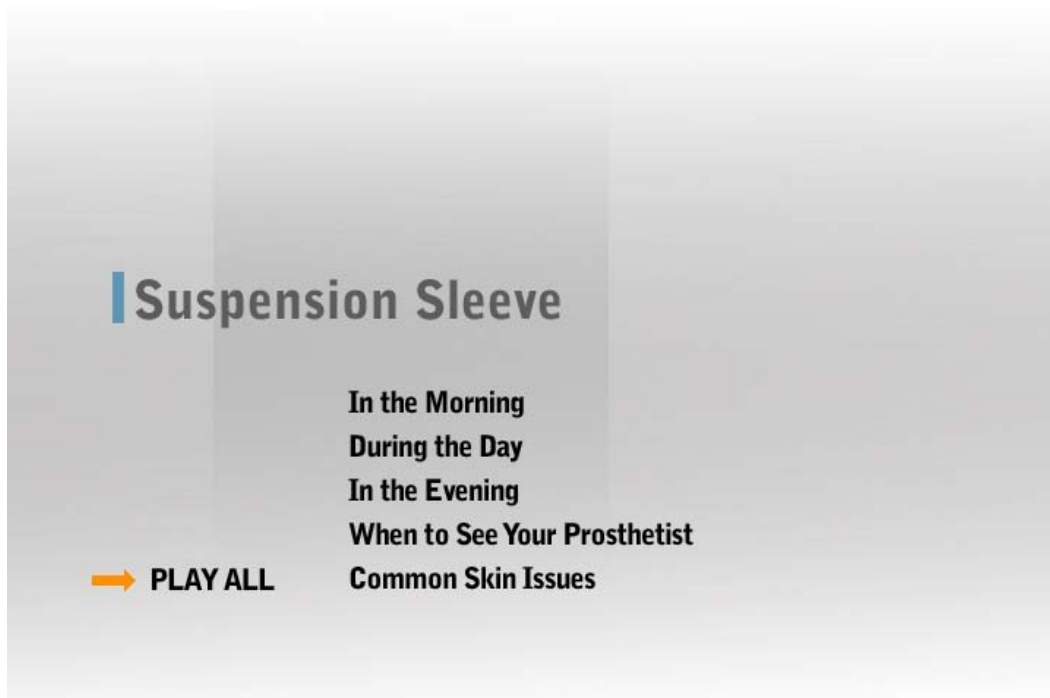 Suspension Sleeve
In the Morning
During the Day
In the Evening
When to See Your Prosthetist
PLAY ALL
Common Skin Issues